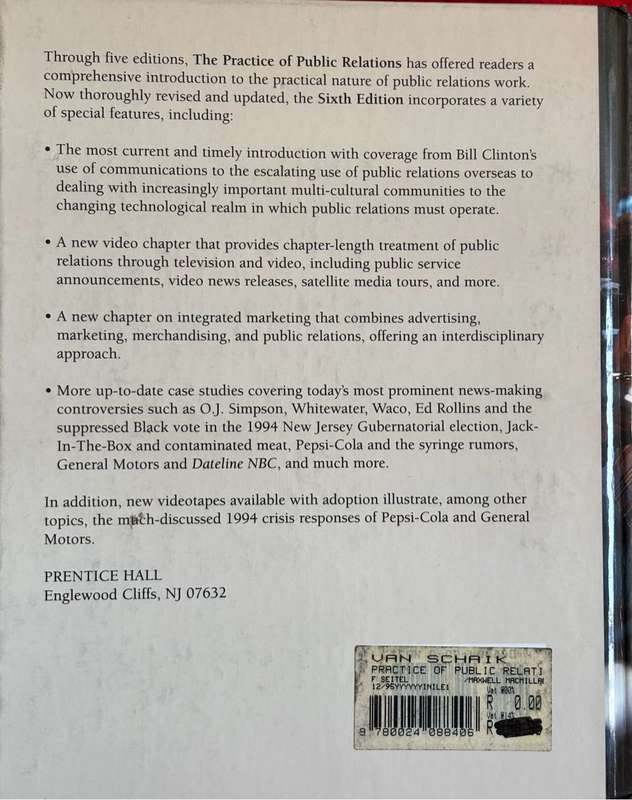 Through five editions, The Practice of Public Relations has offered readers a
comprehensive introduction to the practical nature of public relations work.
Now thoroughly revised and updated, the Sixth Edition incorporates a variety
of special features, including:
• The most current and timely introduction with coverage from Bill Clinton's
use of communications to the escalating use of public relations overseas to
dealing with increasingly important multi-cultural communities to the
changing technological realm in which public relations must operate.
• A new video chapter that provides chapter-length treatment of public
relations through television and video, including public service
announcements, video news releases, satellite media tours, and more.
• A new chapter on integrated marketing that combines advertising,
marketing, merchandising, and public relations, offering an interdisciplinary
approach.
• More up-to-date case studies covering today's most prominent news-making
controversies such as O.J. Simpson, Whitewater, Waco, Ed Rollins and the
suppressed Black vote in the 1994 New Jersey Gubernatorial election, Jack-
In-The-Box and contaminated meat, Pepsi-Cola and the syringe rumors,
General Motors and Dateline NBC, and much more.
In addition, new videotapes available with adoption illustrate, among other
topics, the much-discussed 1994 crisis responses of Pepsi-Cola and General
Motors.
PRENTICE HALL
Englewood Cliffs, NJ 07632
VAN SCHAIK
PRACTICE OF PUBLIC RELATI
F SEITEL /MAXWELL MACMILLAN
Vat @00%
R 0.00
Vat @14%
R
9 780024 088406